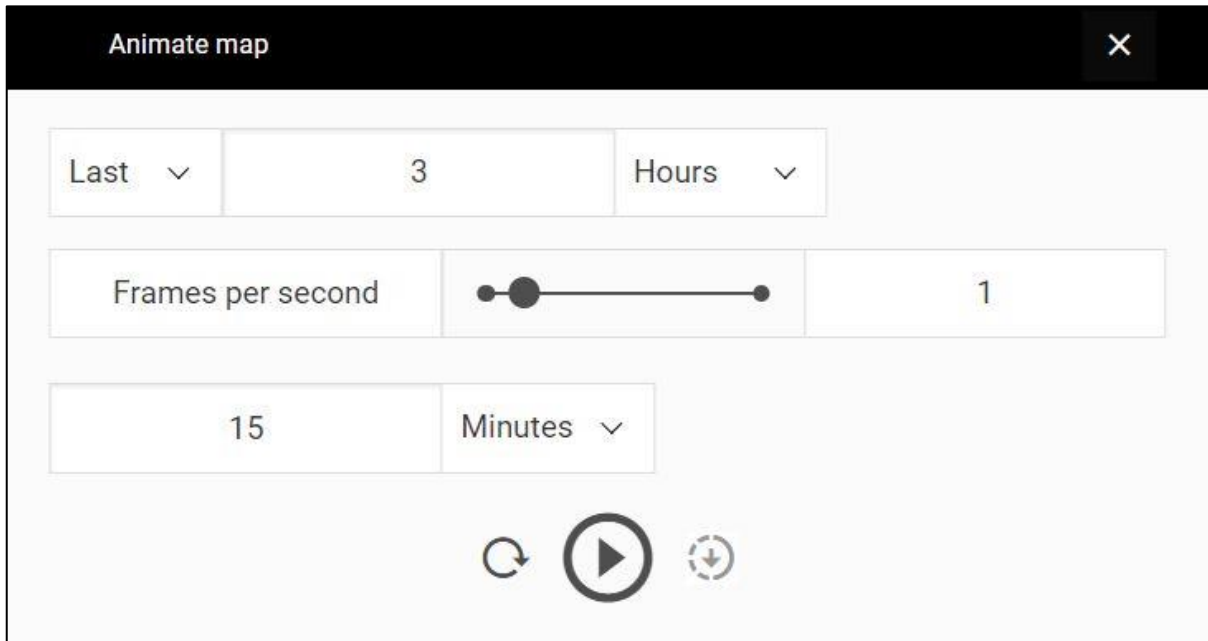 Animate map
Last 3 Hours
Frames per second 1
15 Minutes